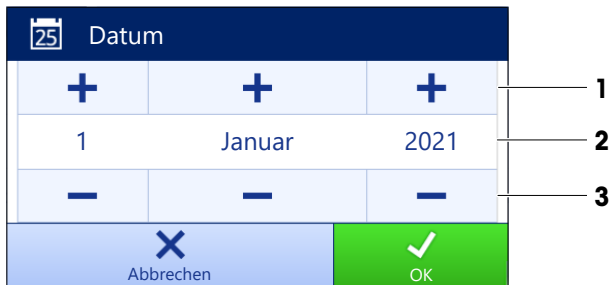 25 Datum
+ + + 1
1 Januar 2021 2
− − − 3
Abbrechen OK